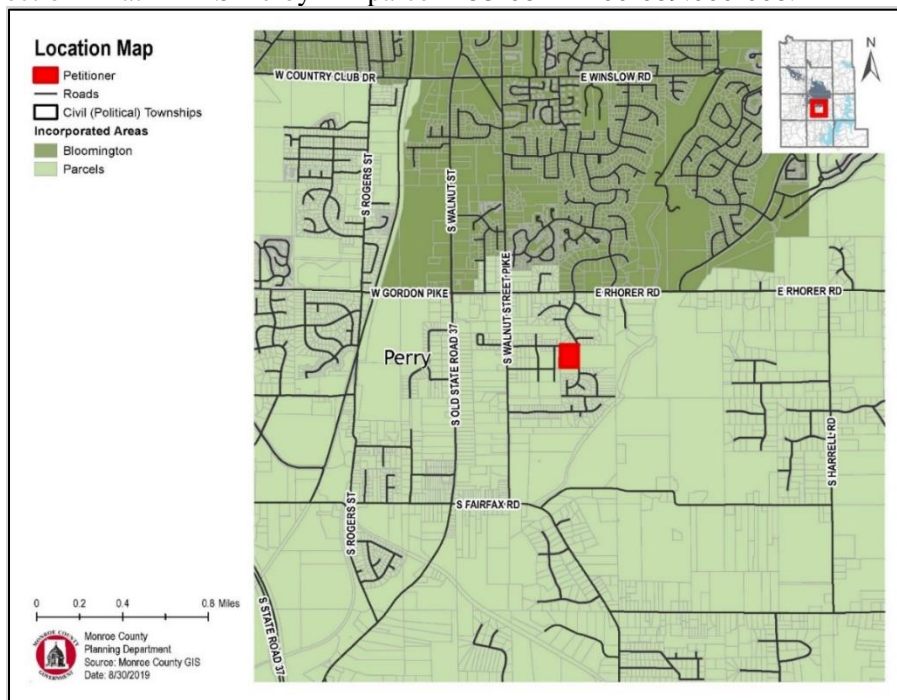 Location Map
Petitioner
Roads
Civil (Political) Townships
Incorporated Areas
Bloomington
Parcels
N
W COUNTRY CLUB DR
E WINSLOW RD
S ROGERS ST
S WALNUT ST
S WALNUT STREET PIKE
W GORDON PIKE
E RHORER RD
E RHORER RD
Perry
S OLD STATE ROAD 37
S HARRELL RD
S FAIRFAX RD
S ROGERS ST
S STATE ROAD 37
0 0.2 0.4 0.8 Miles
MONROE COUNTY
GOVERNMENT
Monroe County
Planning Department
Source: Monroe County GIS
Date: 8/30/2019